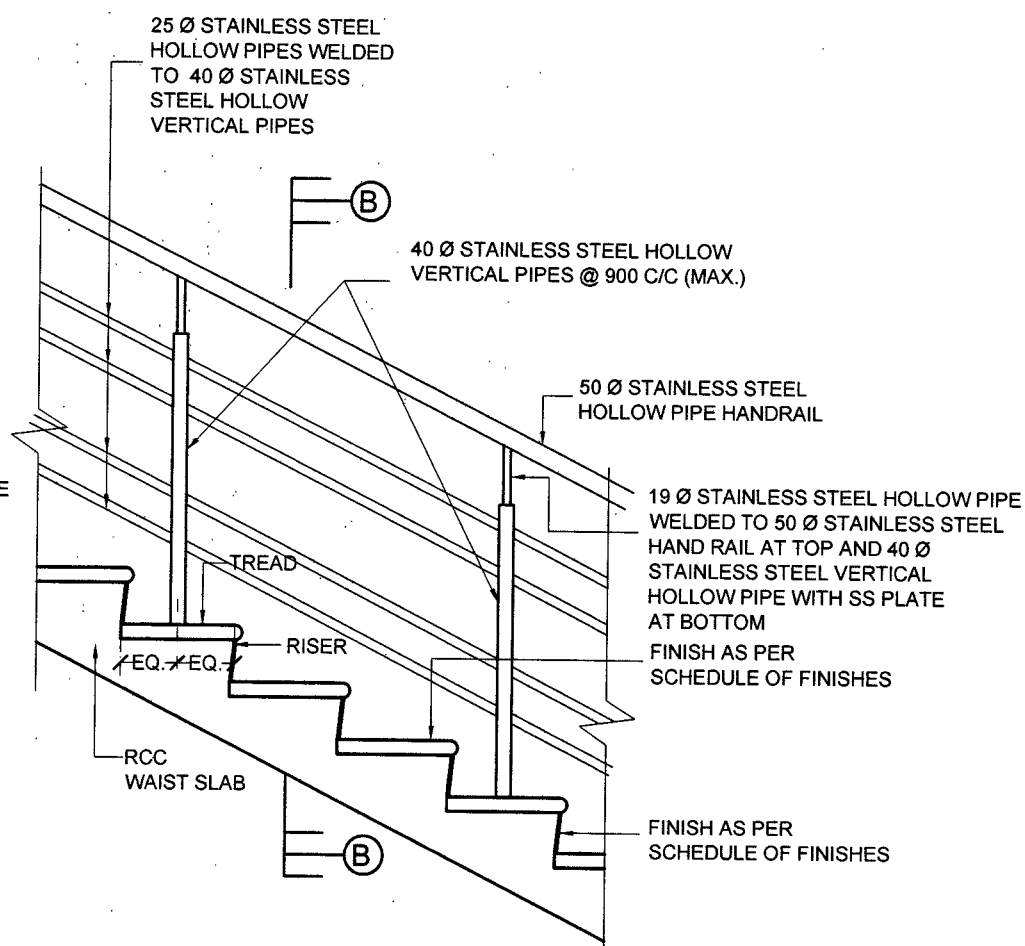 25 Ø STAINLESS STEEL
HOLLOW PIPES WELDED
TO 40 Ø STAINLESS
STEEL HOLLOW
VERTICAL PIPES
B
40 Ø STAINLESS STEEL HOLLOW
VERTICAL PIPES @ 900 C/C (MAX.)
50 Ø STAINLESS STEEL
HOLLOW PIPE HANDRAIL
19 Ø STAINLESS STEEL HOLLOW PIPE
WELDED TO 50 Ø STAINLESS STEEL
HAND RAIL AT TOP AND 40 Ø
STAINLESS STEEL VERTICAL
HOLLOW PIPE WITH SS PLATE
AT BOTTOM
TREAD
RISER
EQ. EQ.
FINISH AS PER
SCHEDULE OF FINISHES
RCC
WAIST SLAB
FINISH AS PER
SCHEDULE OF FINISHES
B